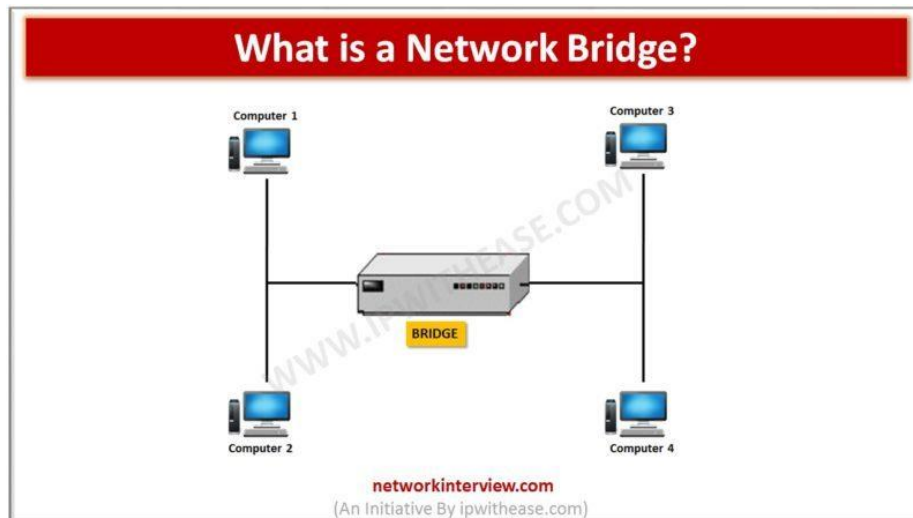 What is a Network Bridge?
Computer 1
Computer 3
WWW.IPWITHEASE.COM
BRIDGE
Computer 2
Computer 4
networkinterview.com
(An Initiative By ipwithease.com)